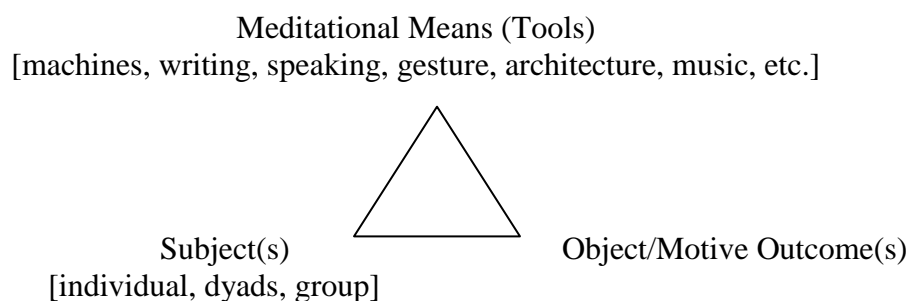 Meditational Means (Tools)
[machines, writing, speaking, gesture, architecture, music, etc.]
Subject(s) Object/Motive Outcome(s)
[individual, dyads, group]